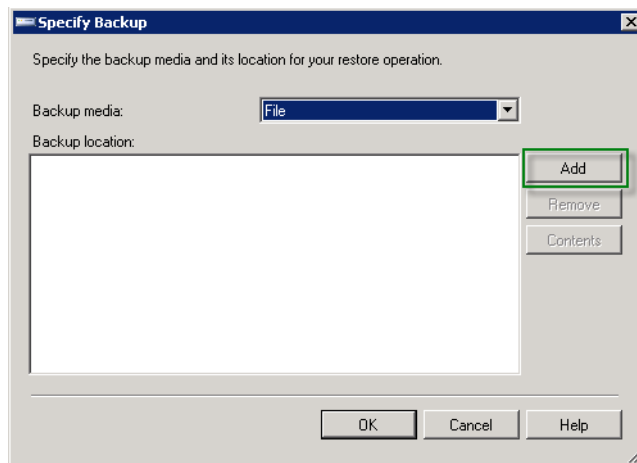 Specify Backup
Specify the backup media and its location for your restore operation.
Backup media:
File
Backup location:
Add
Remove
Contents
OK
Cancel
Help